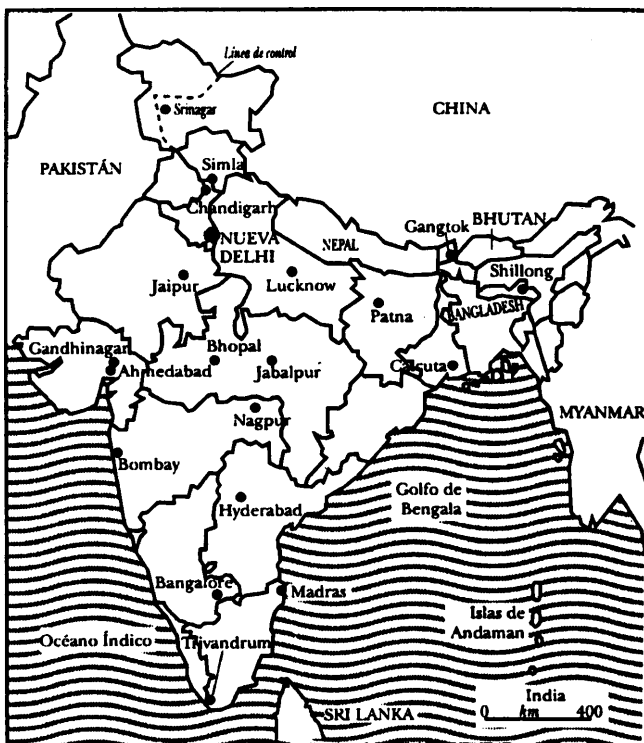 Línea de control
Srinagar
CHINA
PAKISTÁN
Simla
Chandigarh
NUEVA
DELHI
NEPAL
Gangtok
BHUTAN
Jaipur
Lucknow
Shillong
Patna
BANGLADESH
Gandhinagar
Ahmedabad
Bhopal
Jabalpur
Calcuta
Nagpur
MYANMAR
Bombay
Hyderabad
Golfo de
Bengala
Bangalore
Madras
Islas de
Andaman
Océano Índico
Trivandrum
India
0 km 400
SRI LANKA